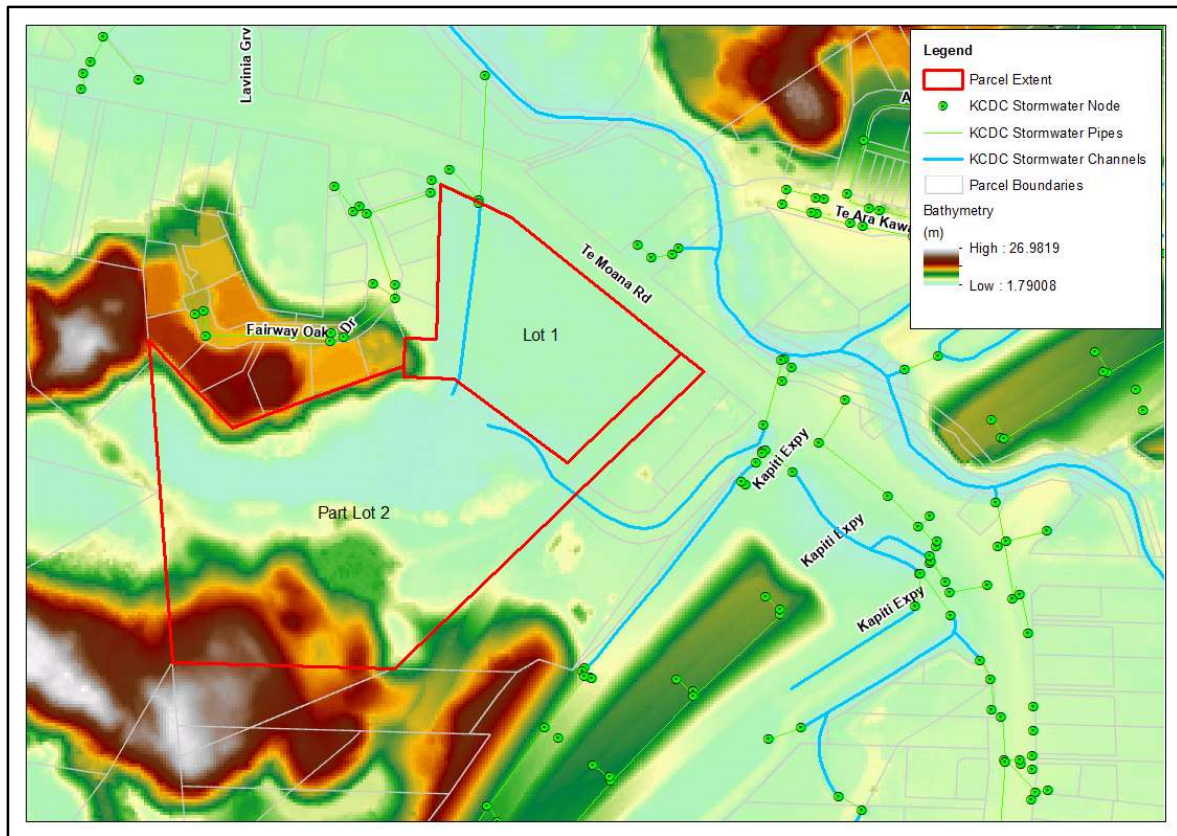 Lavinia Grv
Legend
Parcel Extent
KCDC Stormwater Node
KCDC Stormwater Pipes
KCDC Stormwater Channels
Parcel Boundaries
Bathymetry
(m)
High : 26.9819
Low : 1.79008
A
Te Ara Kawa
Te Moana Rd
Fairway Oak Dr
Lot 1
Part Lot 2
Kapiti Expy
Kapiti Expy
Kapiti Expy